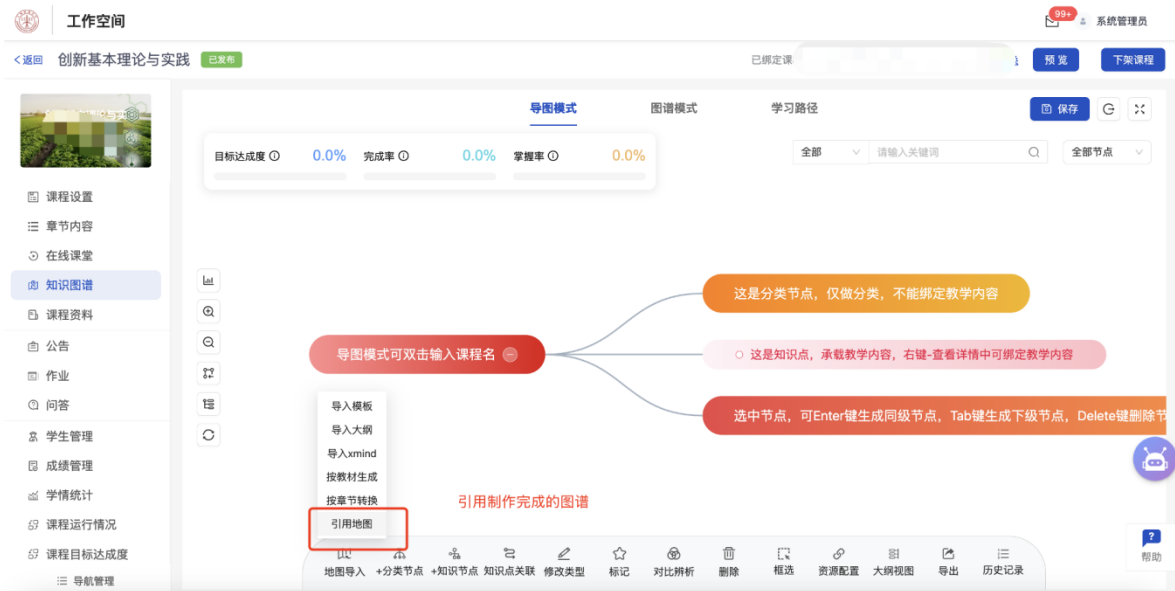 工作空间
99+
系统管理员
<返回 创新基本理论与实践 已发布
已绑定课
预览
下架课程
导图模式 图谱模式 学习路径
保存
目标达成度 0.0% 完成率 0.0% 掌握率 0.0%
全部 请输入关键词 全部节点
课程设置
章节内容
在线课堂
知识图谱
课程资料
公告
作业
问答
学生管理
成绩管理
学情统计
课程运行情况
课程目标达成度
导航管理
这是分类节点，仅做分类，不能绑定教学内容
导图模式可双击输入课程名
这是知识点，承载教学内容，右键-查看详情中可绑定教学内容
选中节点，可Enter键生成同级节点，Tab键生成下级节点，Delete键删除节
导入模板
导入大纲
导入xmind
按教材生成
按章节转换
引用地图
引用制作完成的图谱
地图导入 +分类节点 +知识节点 知识点关联 修改类型 标记 对比辨析 删除 框选 资源配置 大纲视图 导出 历史记录
?
帮助